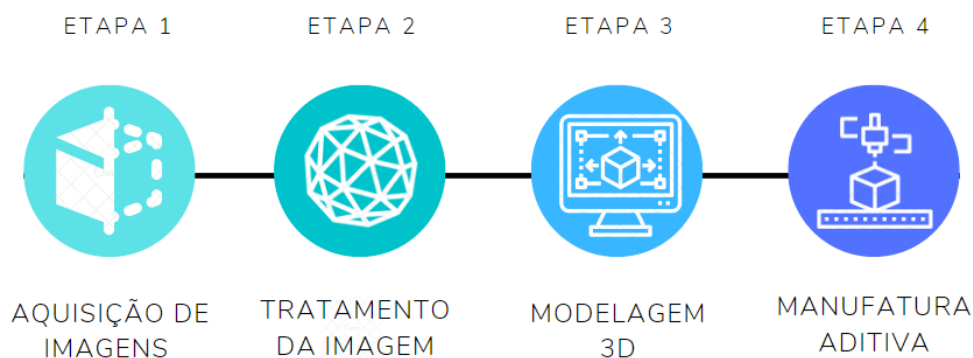 ETAPA 1
ETAPA 2
ETAPA 3
ETAPA 4
AQUISIÇÃO DE
IMAGENS
TRATAMENTO
DA IMAGEM
MODELAGEM
3D
MANUFATURA
ADITIVA